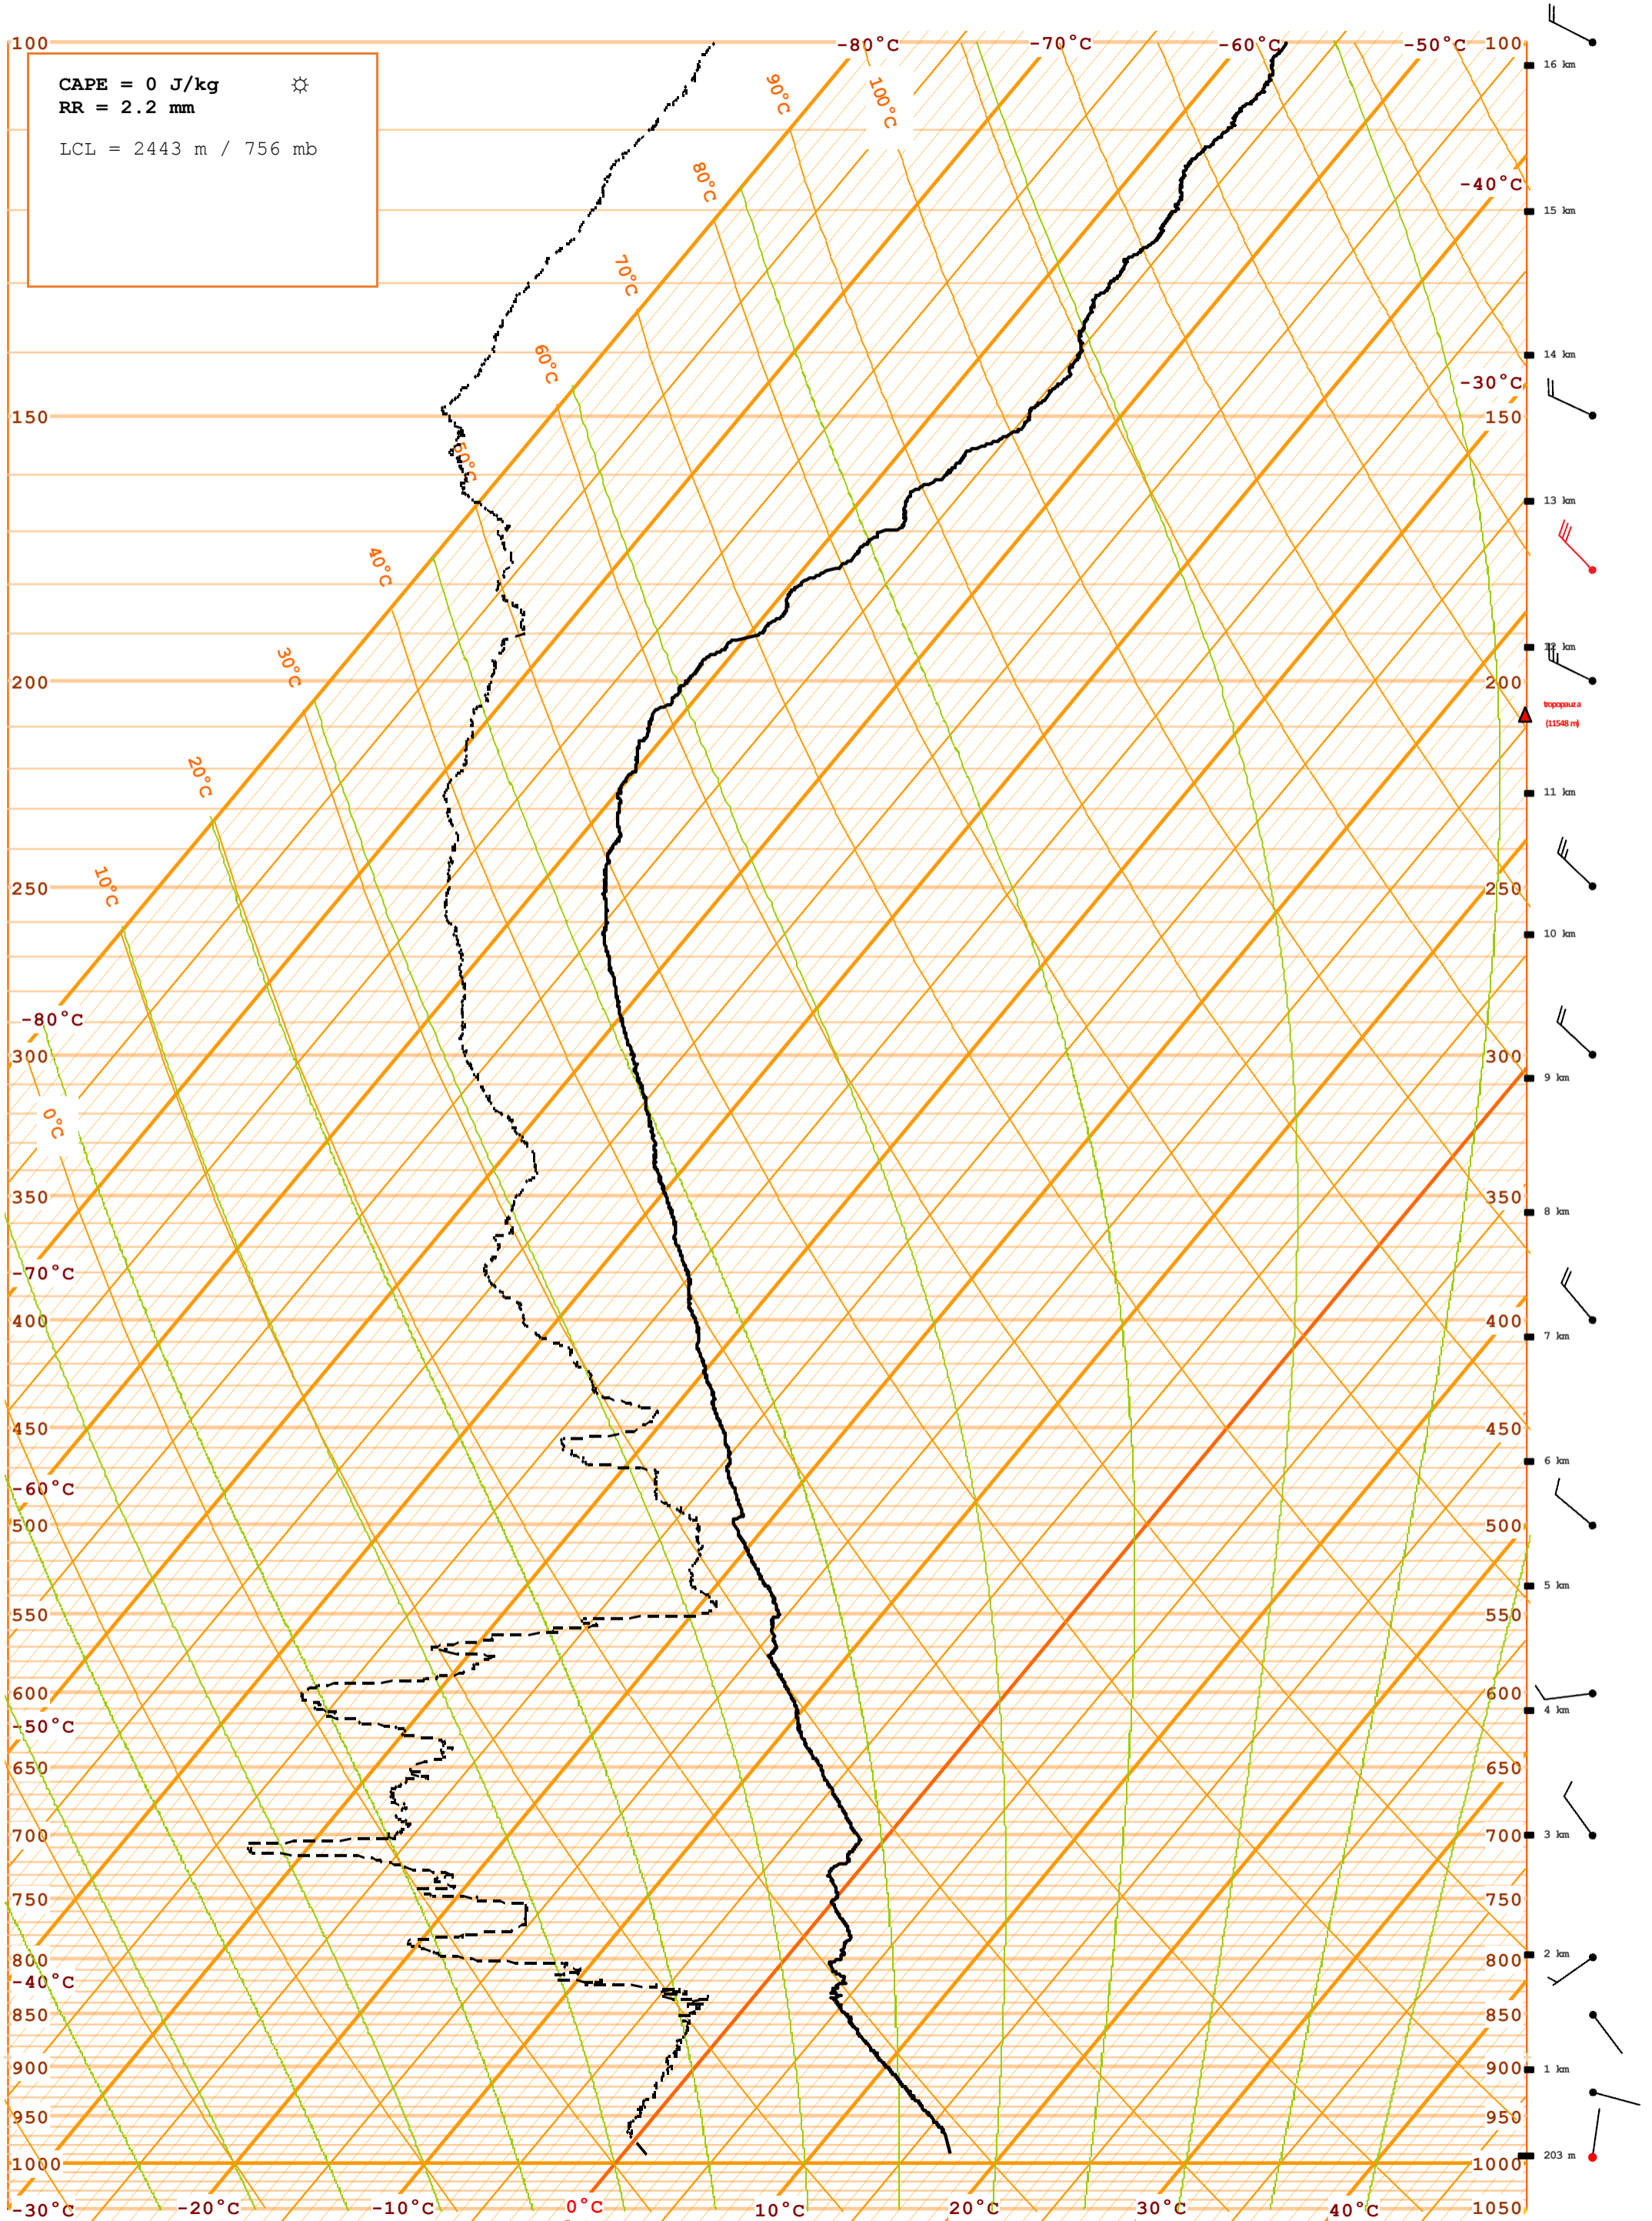 -80°C -70°C -60°C -50°C
100 100
16 km
CAPE = 0 J/kg ☼
RR = 2.2 mm
LCL = 2443 m / 756 mb
90°C 100°C
80°C
-40°C
15 km
70°C
14 km
60°C
-30°C
150 150
50°C
13 km
40°C
12 km
30°C
200 200
tropopauza
(11548 m)
20°C
11 km
10°C
250 250
10 km
-80°C
300 300
9 km
0°C
350 350
8 km
-70°C
400 400
7 km
450 450
6 km
-60°C
500 500
5 km
550 550
600 600
4 km
-50°C
650 650
700 700
3 km
750 750
800 800
2 km
-40°C
850 850
900 900
1 km
950 950
203 m
1000 1000
-30°C -20°C -10°C 0°C 10°C 20°C 30°C 40°C 1050